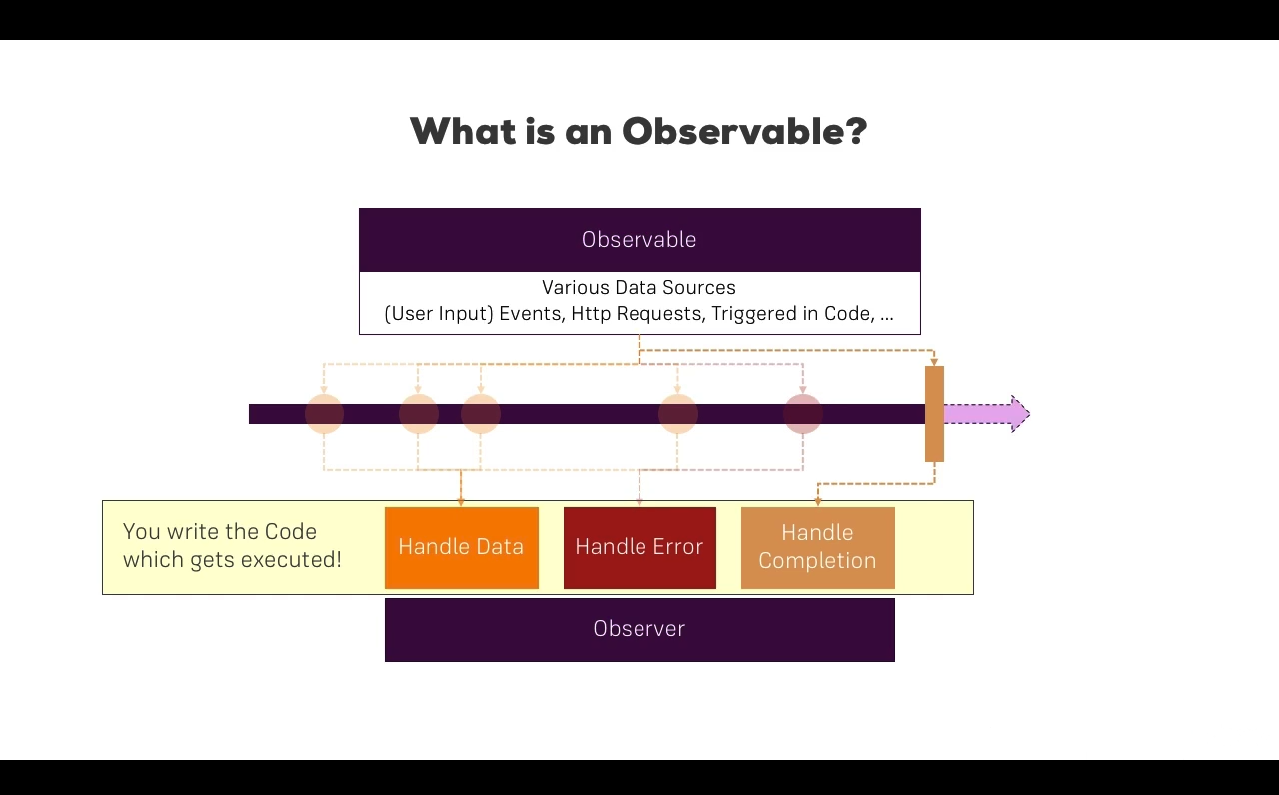 What is an Observable?
Observable
Various Data Sources
(User Input) Events, Http Requests, Triggered in Code, ...
You write the Code
which gets executed!
Handle Data
Handle Error
Handle
Completion
Observer